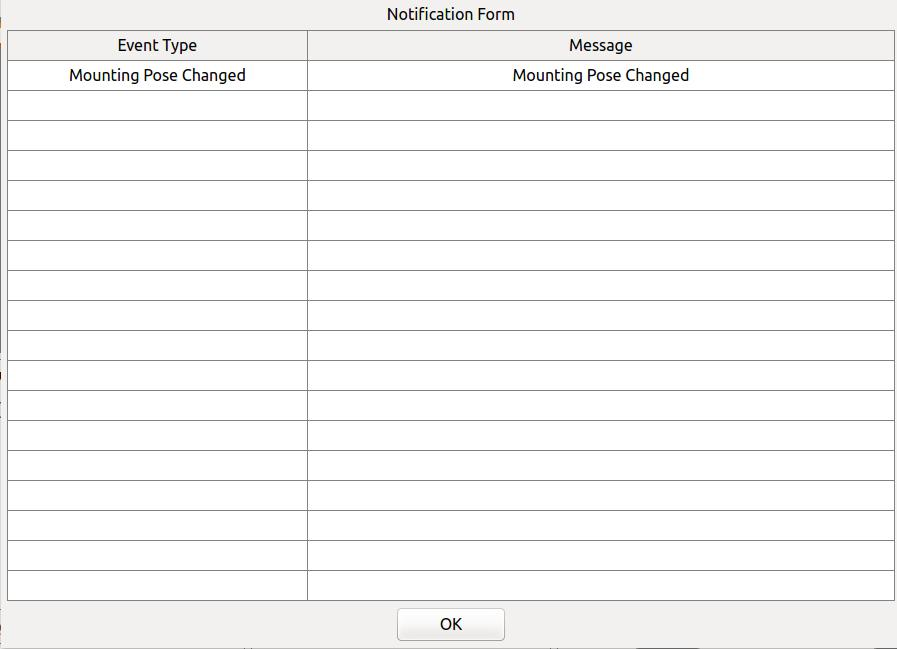 Notification Form
Event Type Message
Mounting Pose Changed Mounting Pose Changed
OK